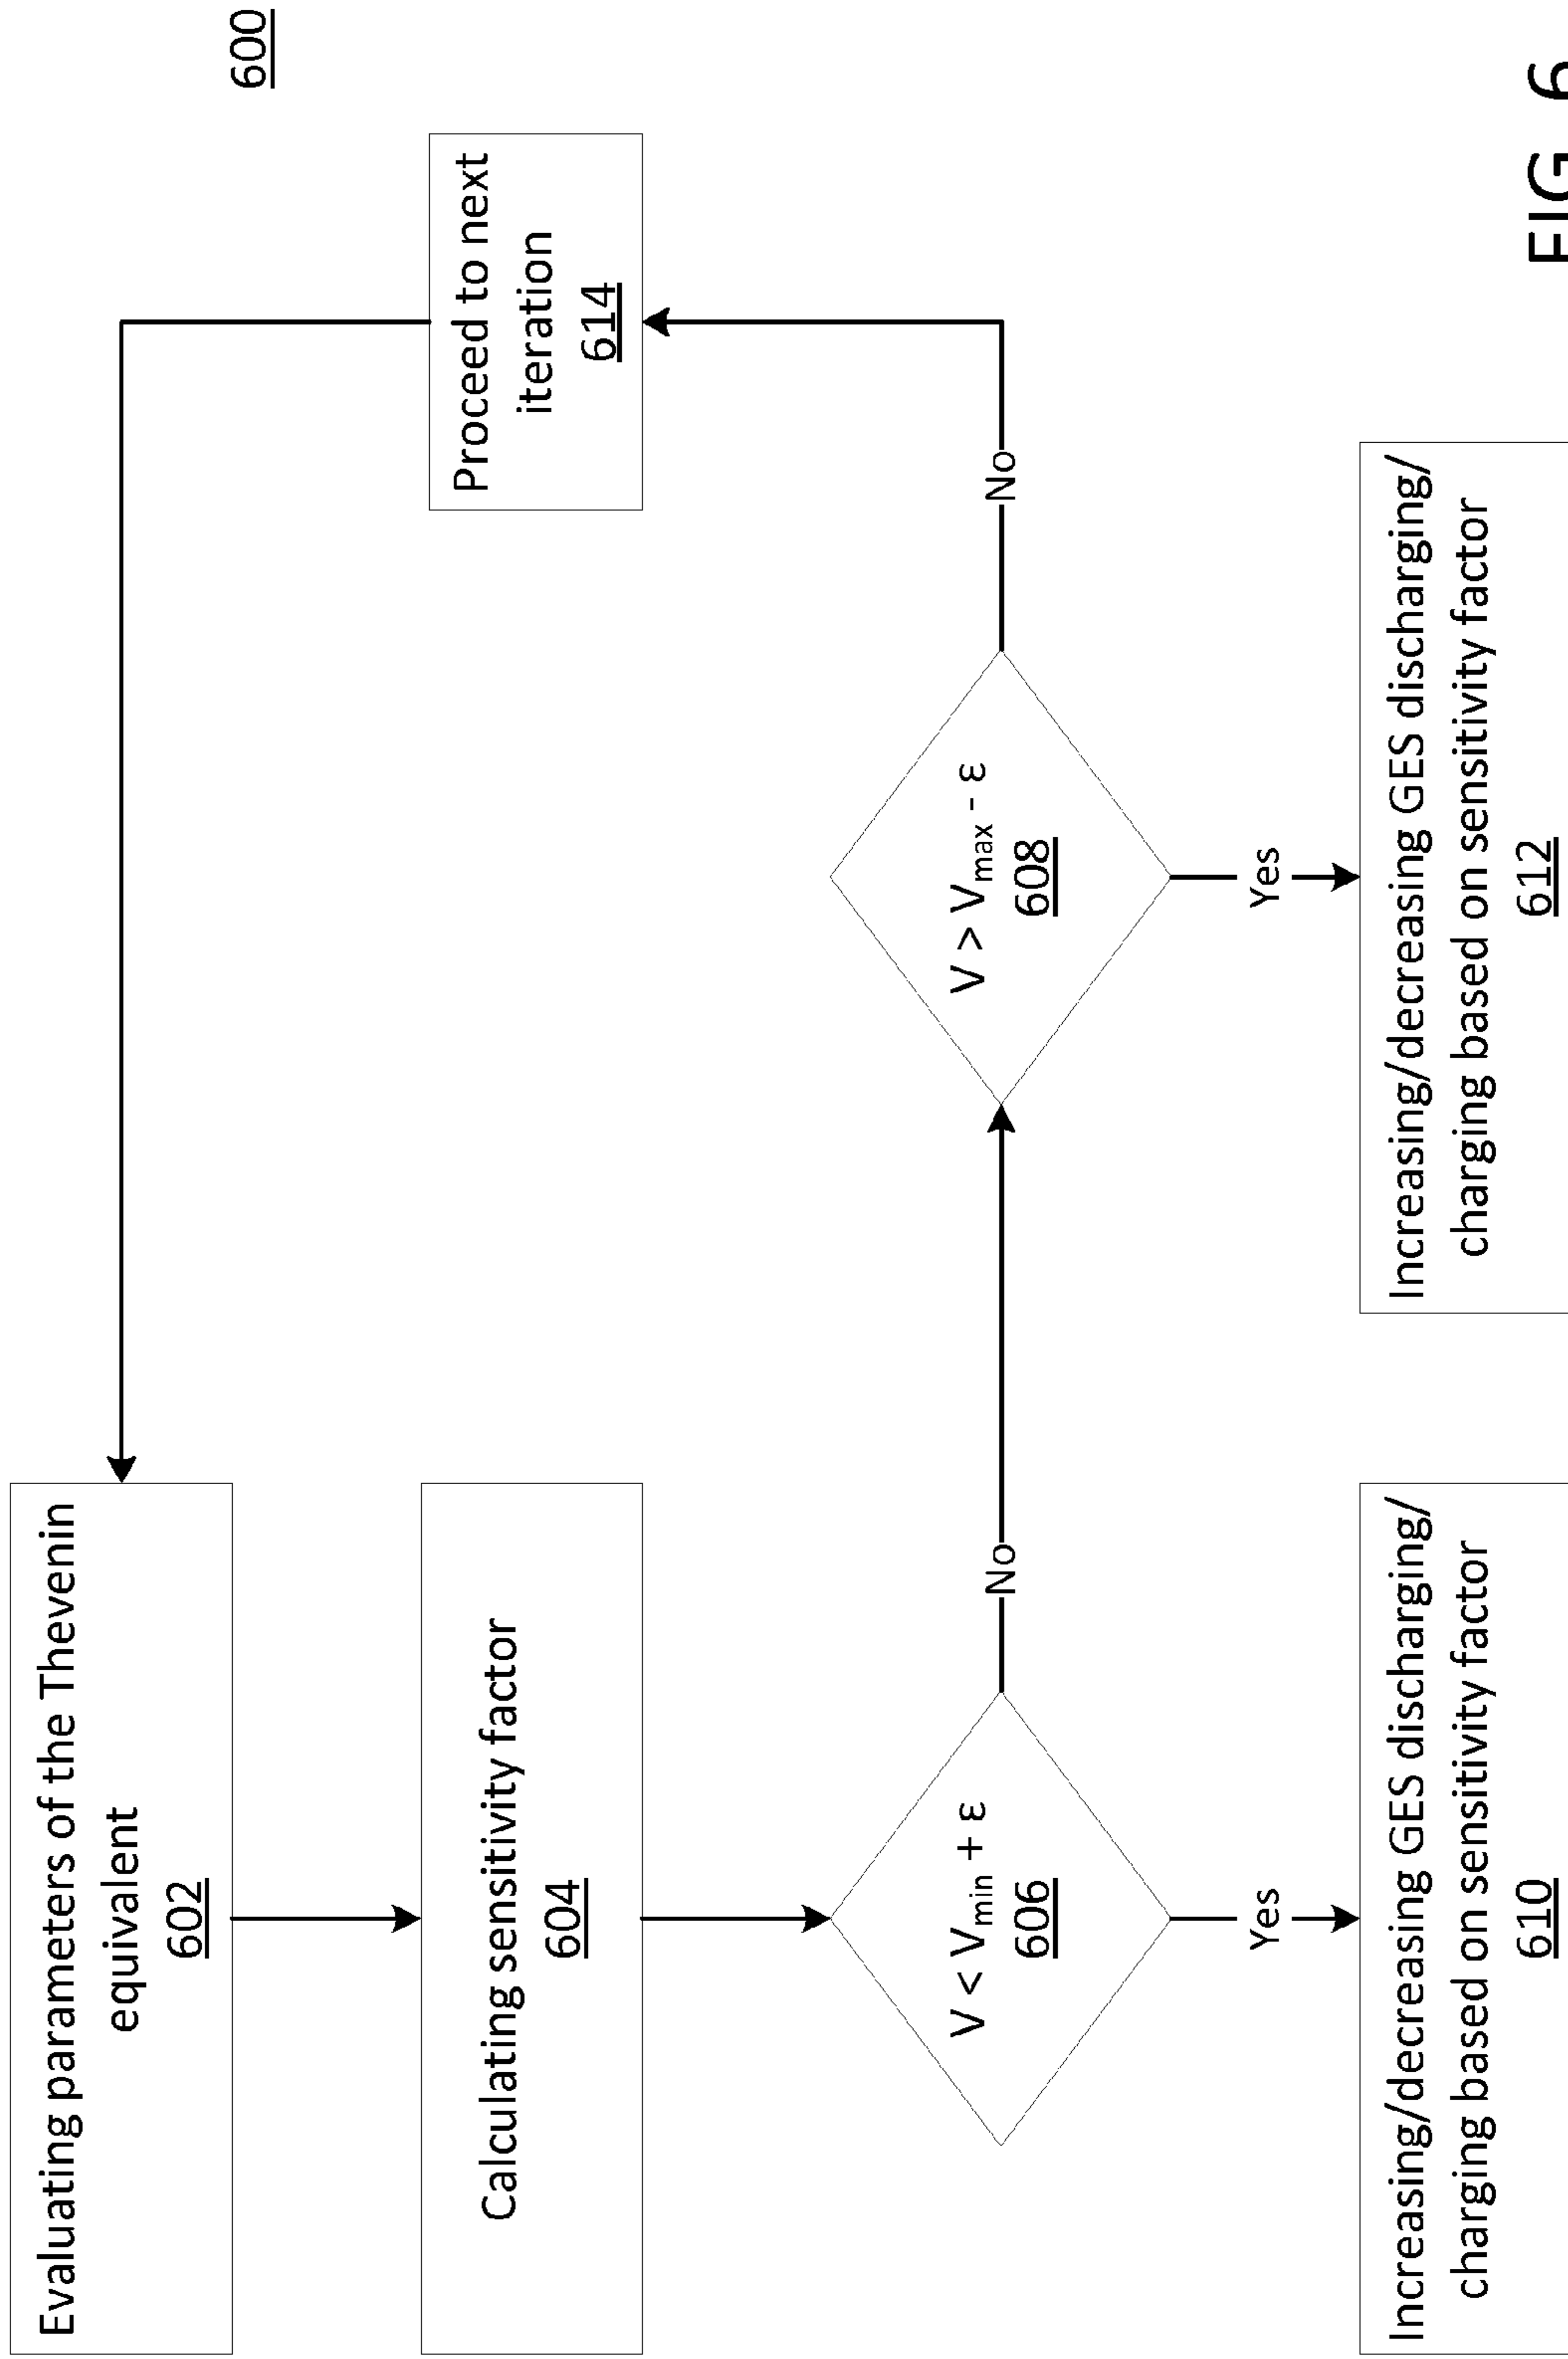 600
Evaluating parameters of the Thevenin
equivalent
602
Calculating sensitivity factor
604
V < Vmin + ε
606
Yes
No
V > Vmax - ε
608
Yes
No
Proceed to next
iteration
614
Increasing/decreasing GES discharging/
charging based on sensitivity factor
610
Increasing/decreasing GES discharging/
charging based on sensitivity factor
612
FIG. 6